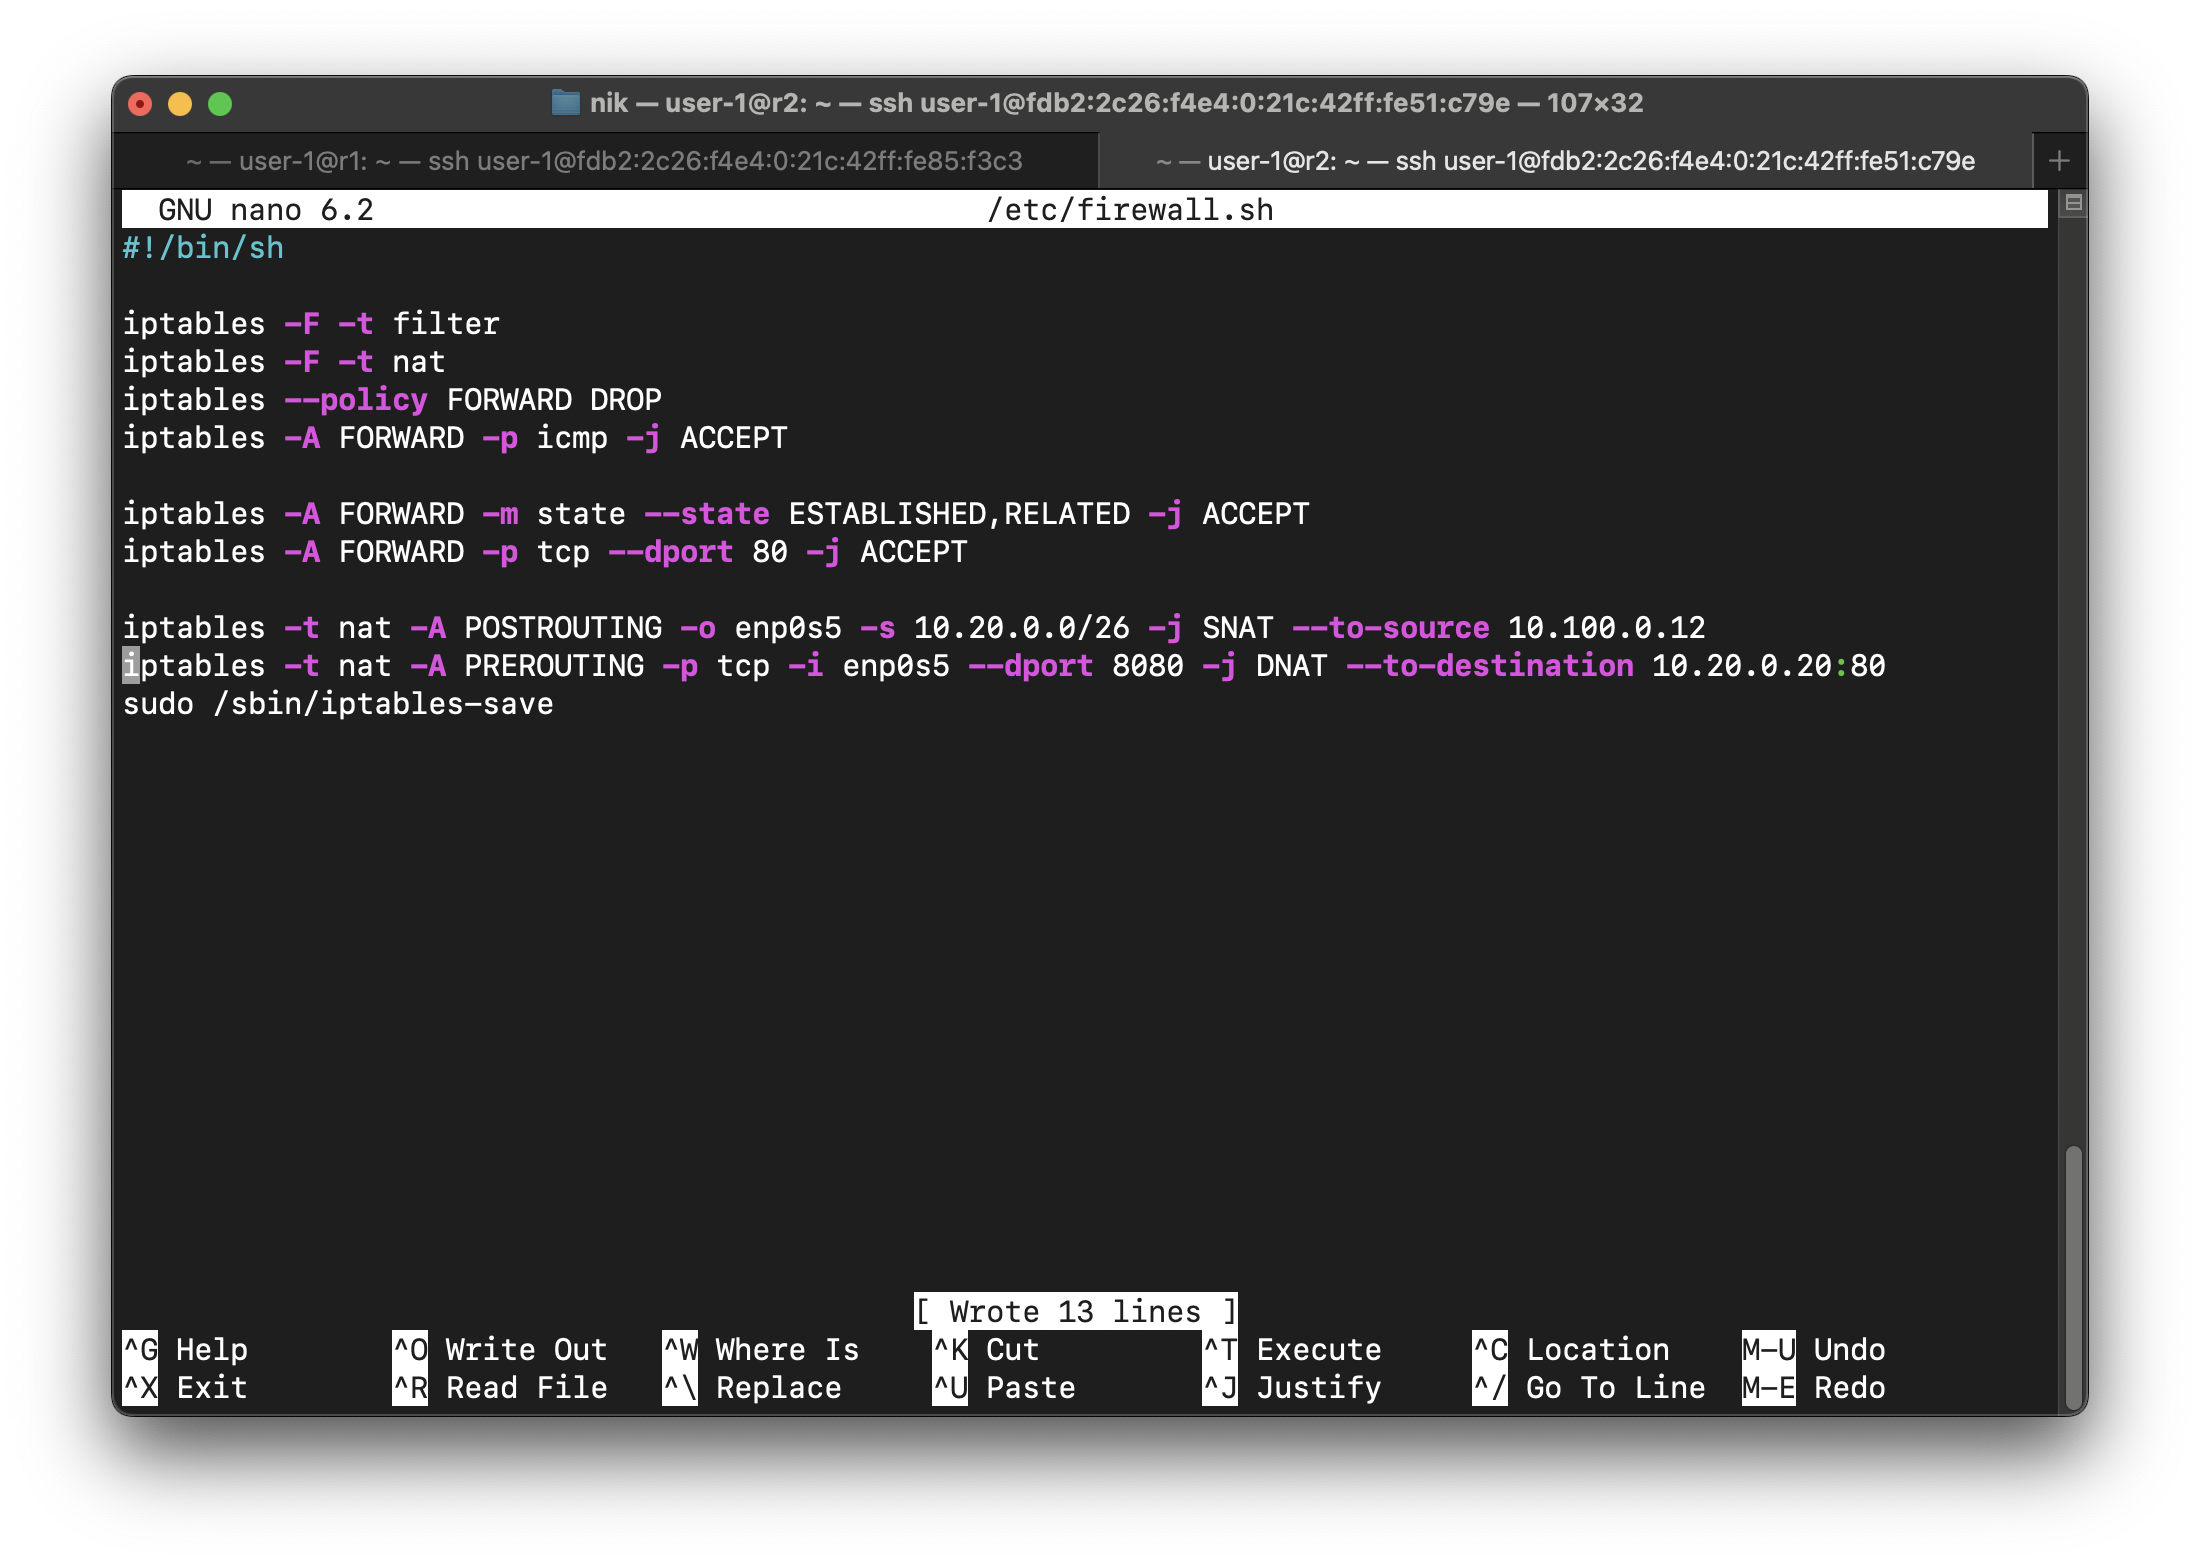 nik — user-1@r2: ~ — ssh user-1@fdb2:2c26:f4e4:0:21c:42ff:fe51:c79e — 107×32
~ — user-1@r1: ~ — ssh user-1@fdb2:2c26:f4e4:0:21c:42ff:fe85:f3c3
~ — user-1@r2: ~ — ssh user-1@fdb2:2c26:f4e4:0:21c:42ff:fe51:c79e
GNU nano 6.2 /etc/firewall.sh
#!/bin/sh
iptables -F -t filter
iptables -F -t nat
iptables --policy FORWARD DROP
iptables -A FORWARD -p icmp -j ACCEPT
iptables -A FORWARD -m state --state ESTABLISHED,RELATED -j ACCEPT
iptables -A FORWARD -p tcp --dport 80 -j ACCEPT
iptables -t nat -A POSTROUTING -o enp0s5 -s 10.20.0.0/26 -j SNAT --to-source 10.100.0.12
iptables -t nat -A PREROUTING -p tcp -i enp0s5 --dport 8080 -j DNAT --to-destination 10.20.0.20:80
sudo /sbin/iptables-save
[ Wrote 13 lines ]
^G Help ^O Write Out ^W Where Is ^K Cut ^T Execute ^C Location M-U Undo
^X Exit ^R Read File ^\ Replace ^U Paste ^J Justify ^/ Go To Line M-E Redo